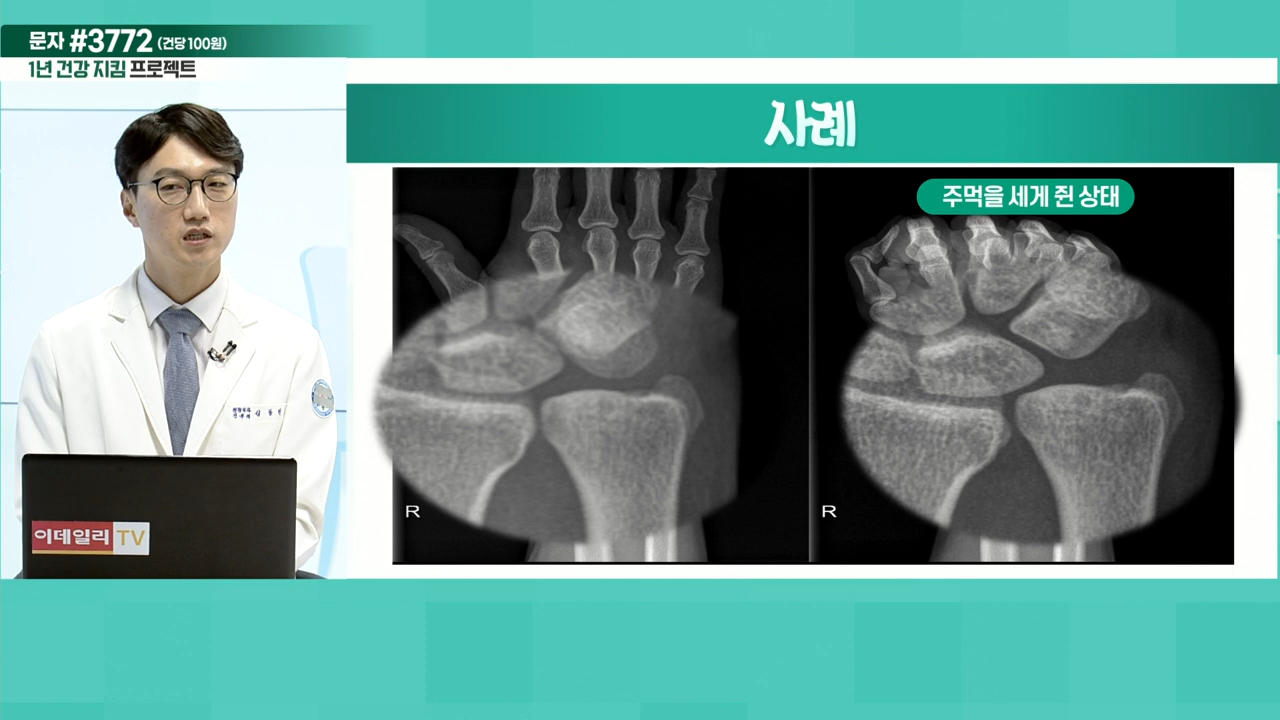 문자 #3772 (건당 100원)
1년 건강 지킴 프로젝트
사례
주먹을 세게 쥔 상태
R
R
이데일리 TV